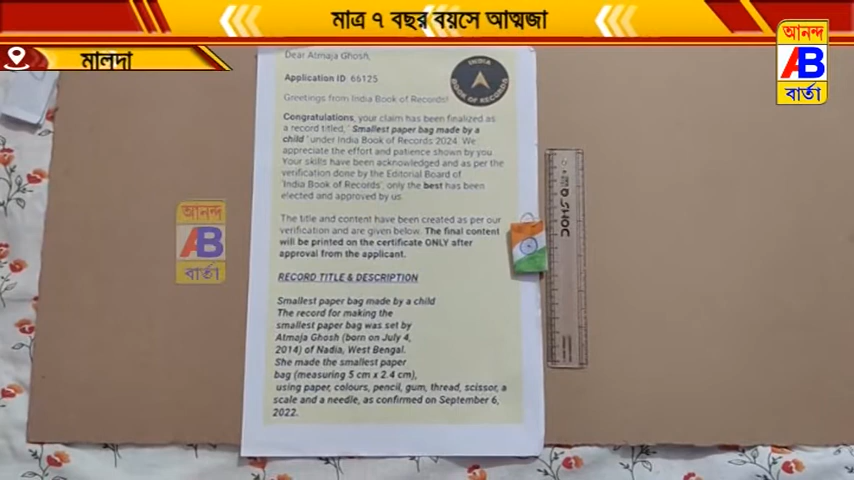 মাত্র ৭ বছর বয়সে আত্মজা
মালদা
আনন্দ
AB
বার্তা
Dear Atmaja Ghosh,
Application ID 66125
INDIA
BOOK OF RECORDS
Greetings from India Book of Records!
Congratulations, your claim has been finalized as
a record titled, ' Smallest paper bag made by a
child ' under India Book of Records 2024. We
appreciate the effort and patience shown by you.
Your skills have been acknowledged and as per the
verification done by the Editorial Board of
'India Book of Records', only the best has been
elected and approved by us.
The title and content have been created as per our
verification and are given below. The final content
will be printed on the certificate ONLY after
approval from the applicant.
RECORD TITLE & DESCRIPTION
Smallest paper bag made by a child
The record for making the
smallest paper bag was set by
Atmaja Ghosh (born on July 4,
2014) of Nadia, West Bengal.
She made the smallest paper
bag (measuring 5 cm x 2.4 cm),
using paper, colours, pencil, gum, thread, scissor, a
scale and a needle, as confirmed on September 6,
2022.
আনন্দ
AB
বার্তা